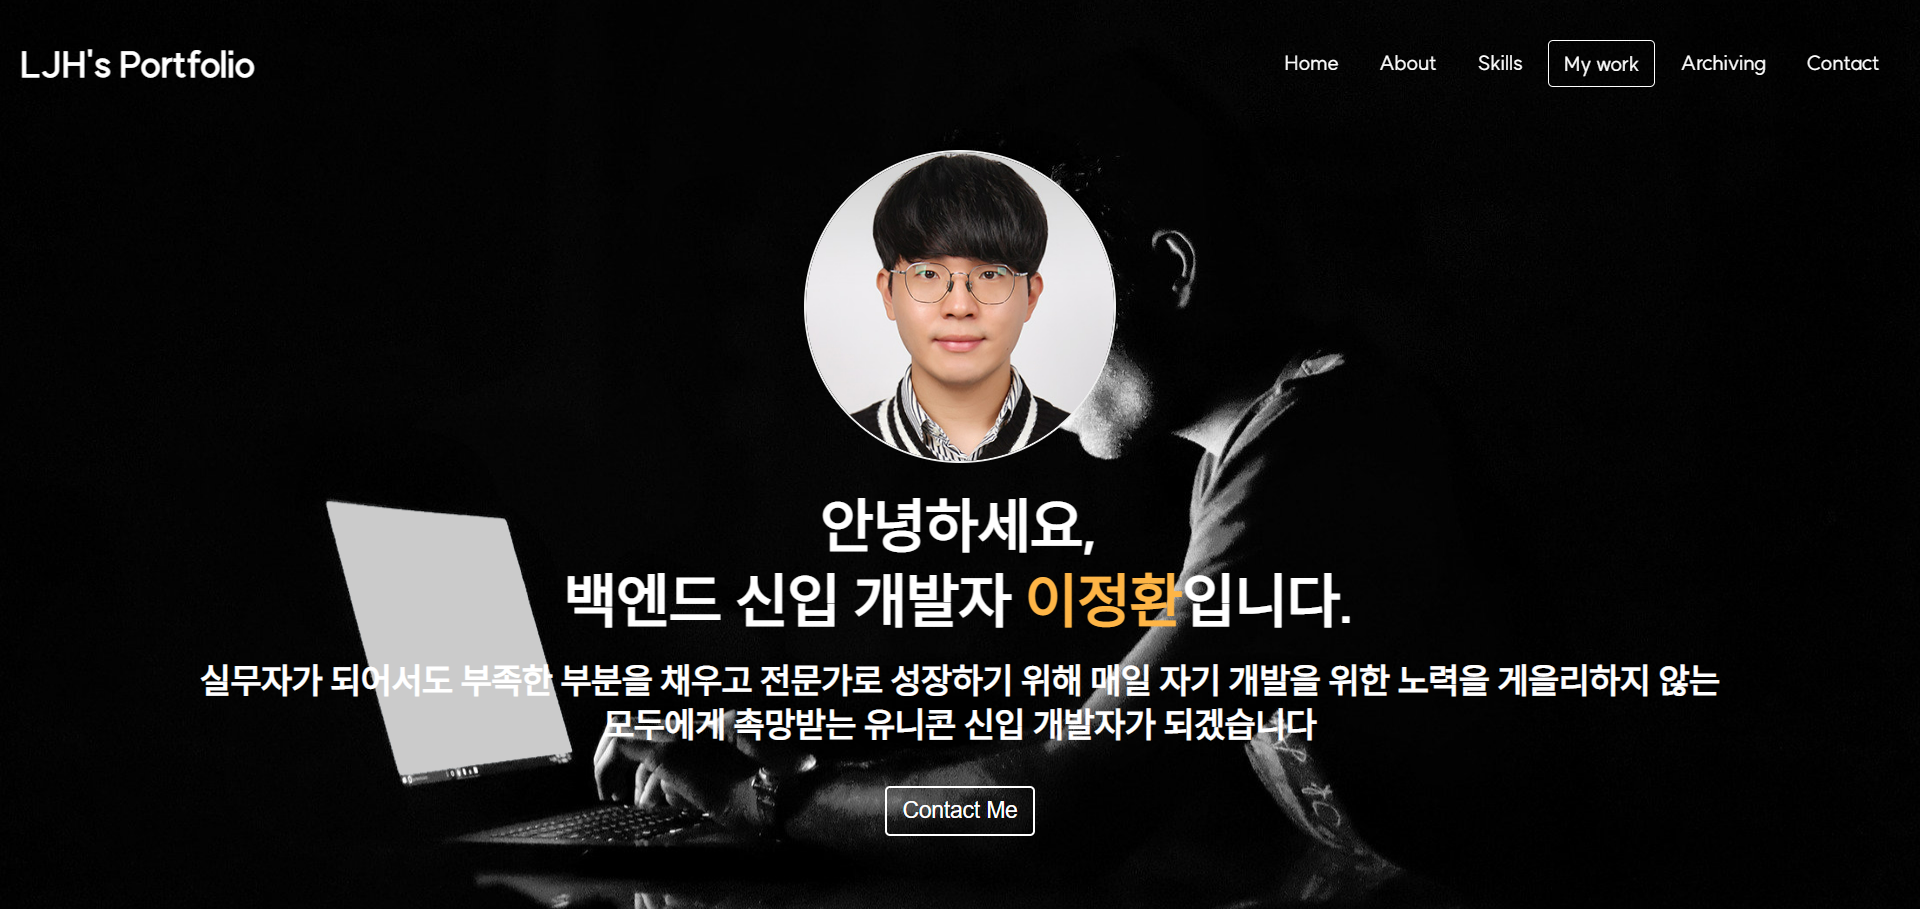 LJH's Portfolio
Home About Skills My work Archiving Contact
안녕하세요,
백엔드 신입 개발자 이정환입니다.
실무자가 되어서도 부족한 부분을 채우고 전문가로 성장하기 위해 매일 자기 개발을 위한 노력을 게을리하지 않는
모두에게 촉망받는 유니콘 신입 개발자가 되겠습니다
Contact Me